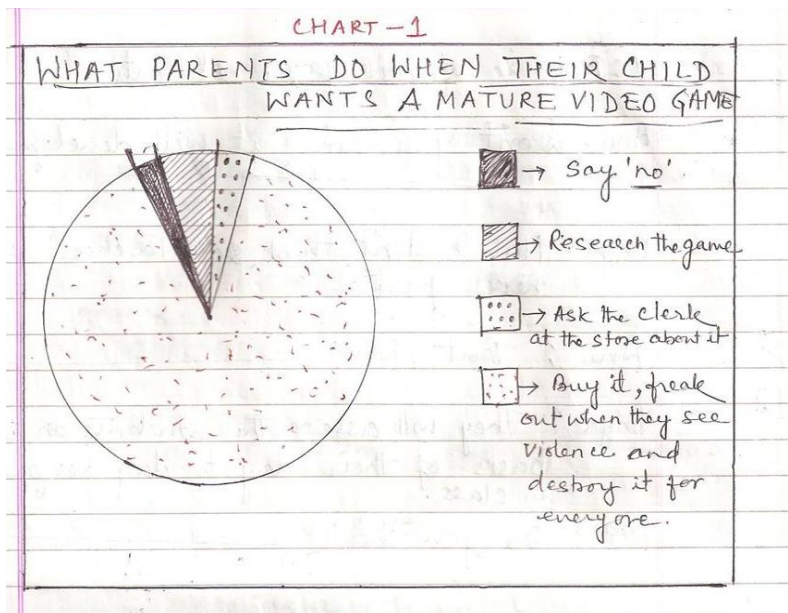 CHART-1
WHAT PARENTS DO WHEN THEIR CHILD
WANTS A MATURE VIDEO GAME
→ Say 'no'
→ Research the game
→ Ask the clerk
at the store about it
→ Buy it, freak
out when they see
violence and
destroy it for
everyone.